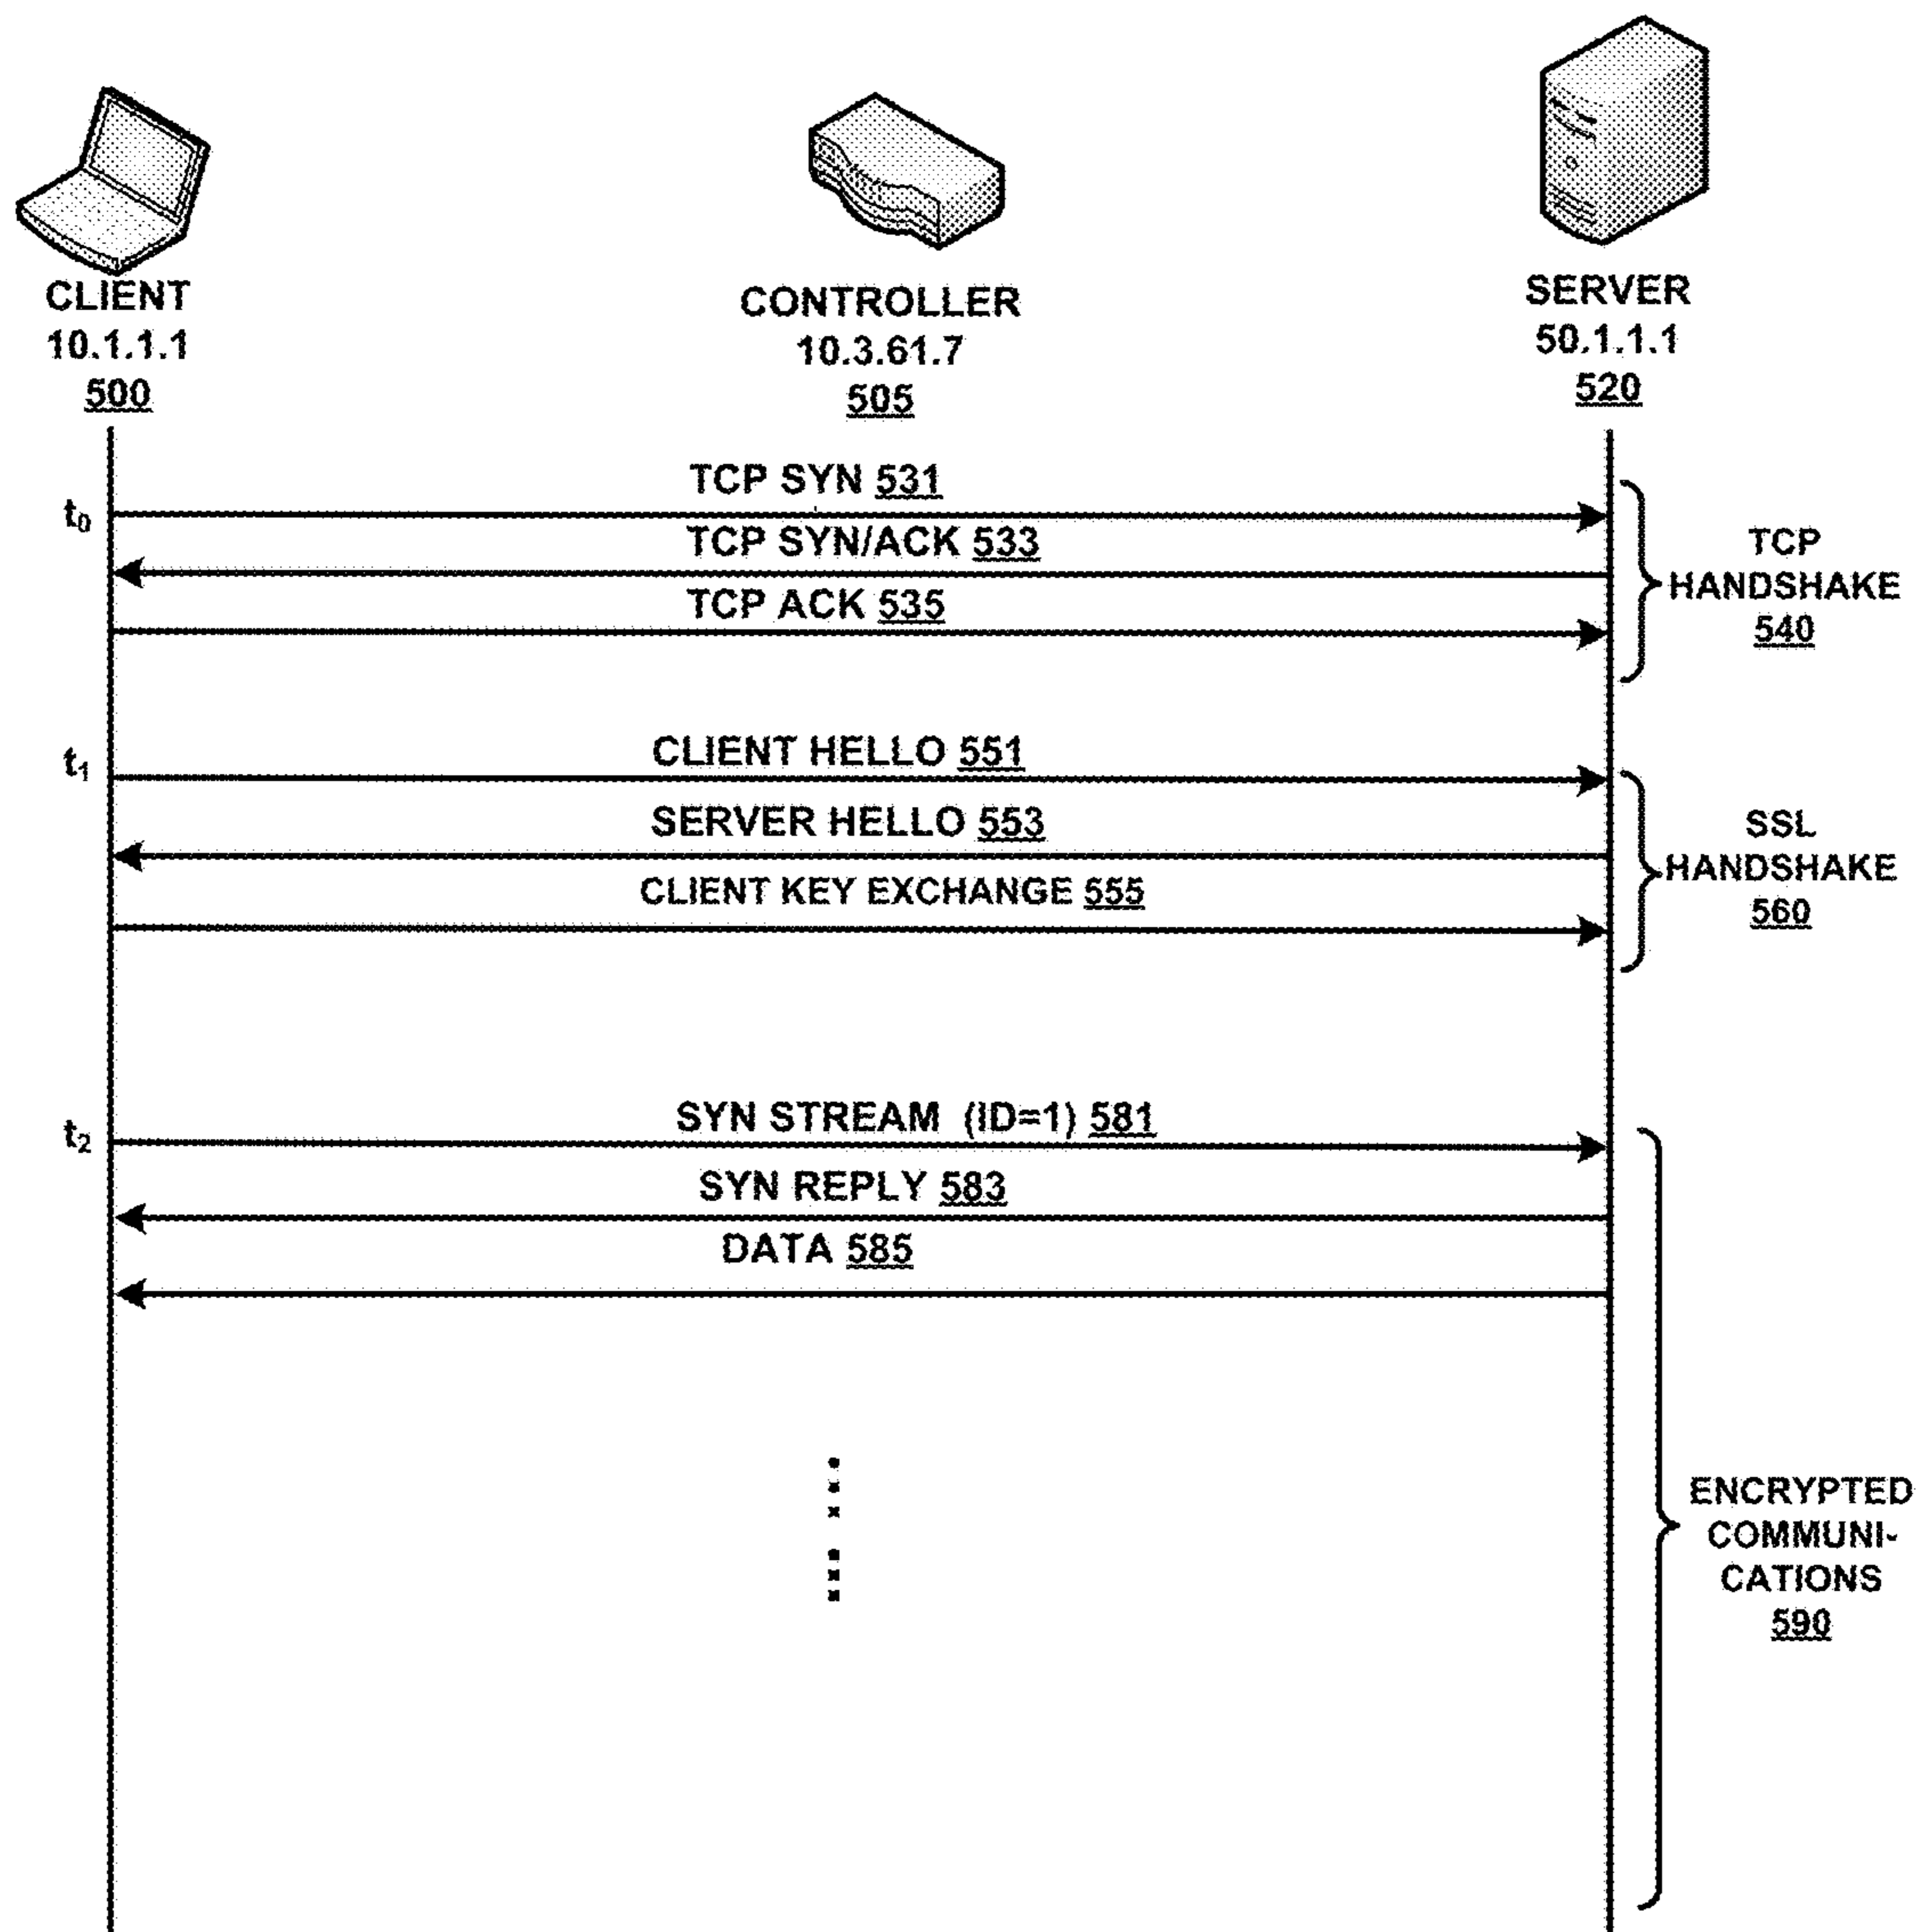 CLIENT
10.1.1.1
500
CONTROLLER
10.3.61.7
505
SERVER
50.1.1.1
520
t0
TCP SYN 531
TCP SYN/ACK 533
TCP ACK 535
TCP
HANDSHAKE
540
t1
CLIENT HELLO 551
SERVER HELLO 553
CLIENT KEY EXCHANGE 555
SSL
HANDSHAKE
560
t2
SYN STREAM (ID=1) 581
SYN REPLY 583
DATA 585
ENCRYPTED
COMMUNI-
CATIONS
590